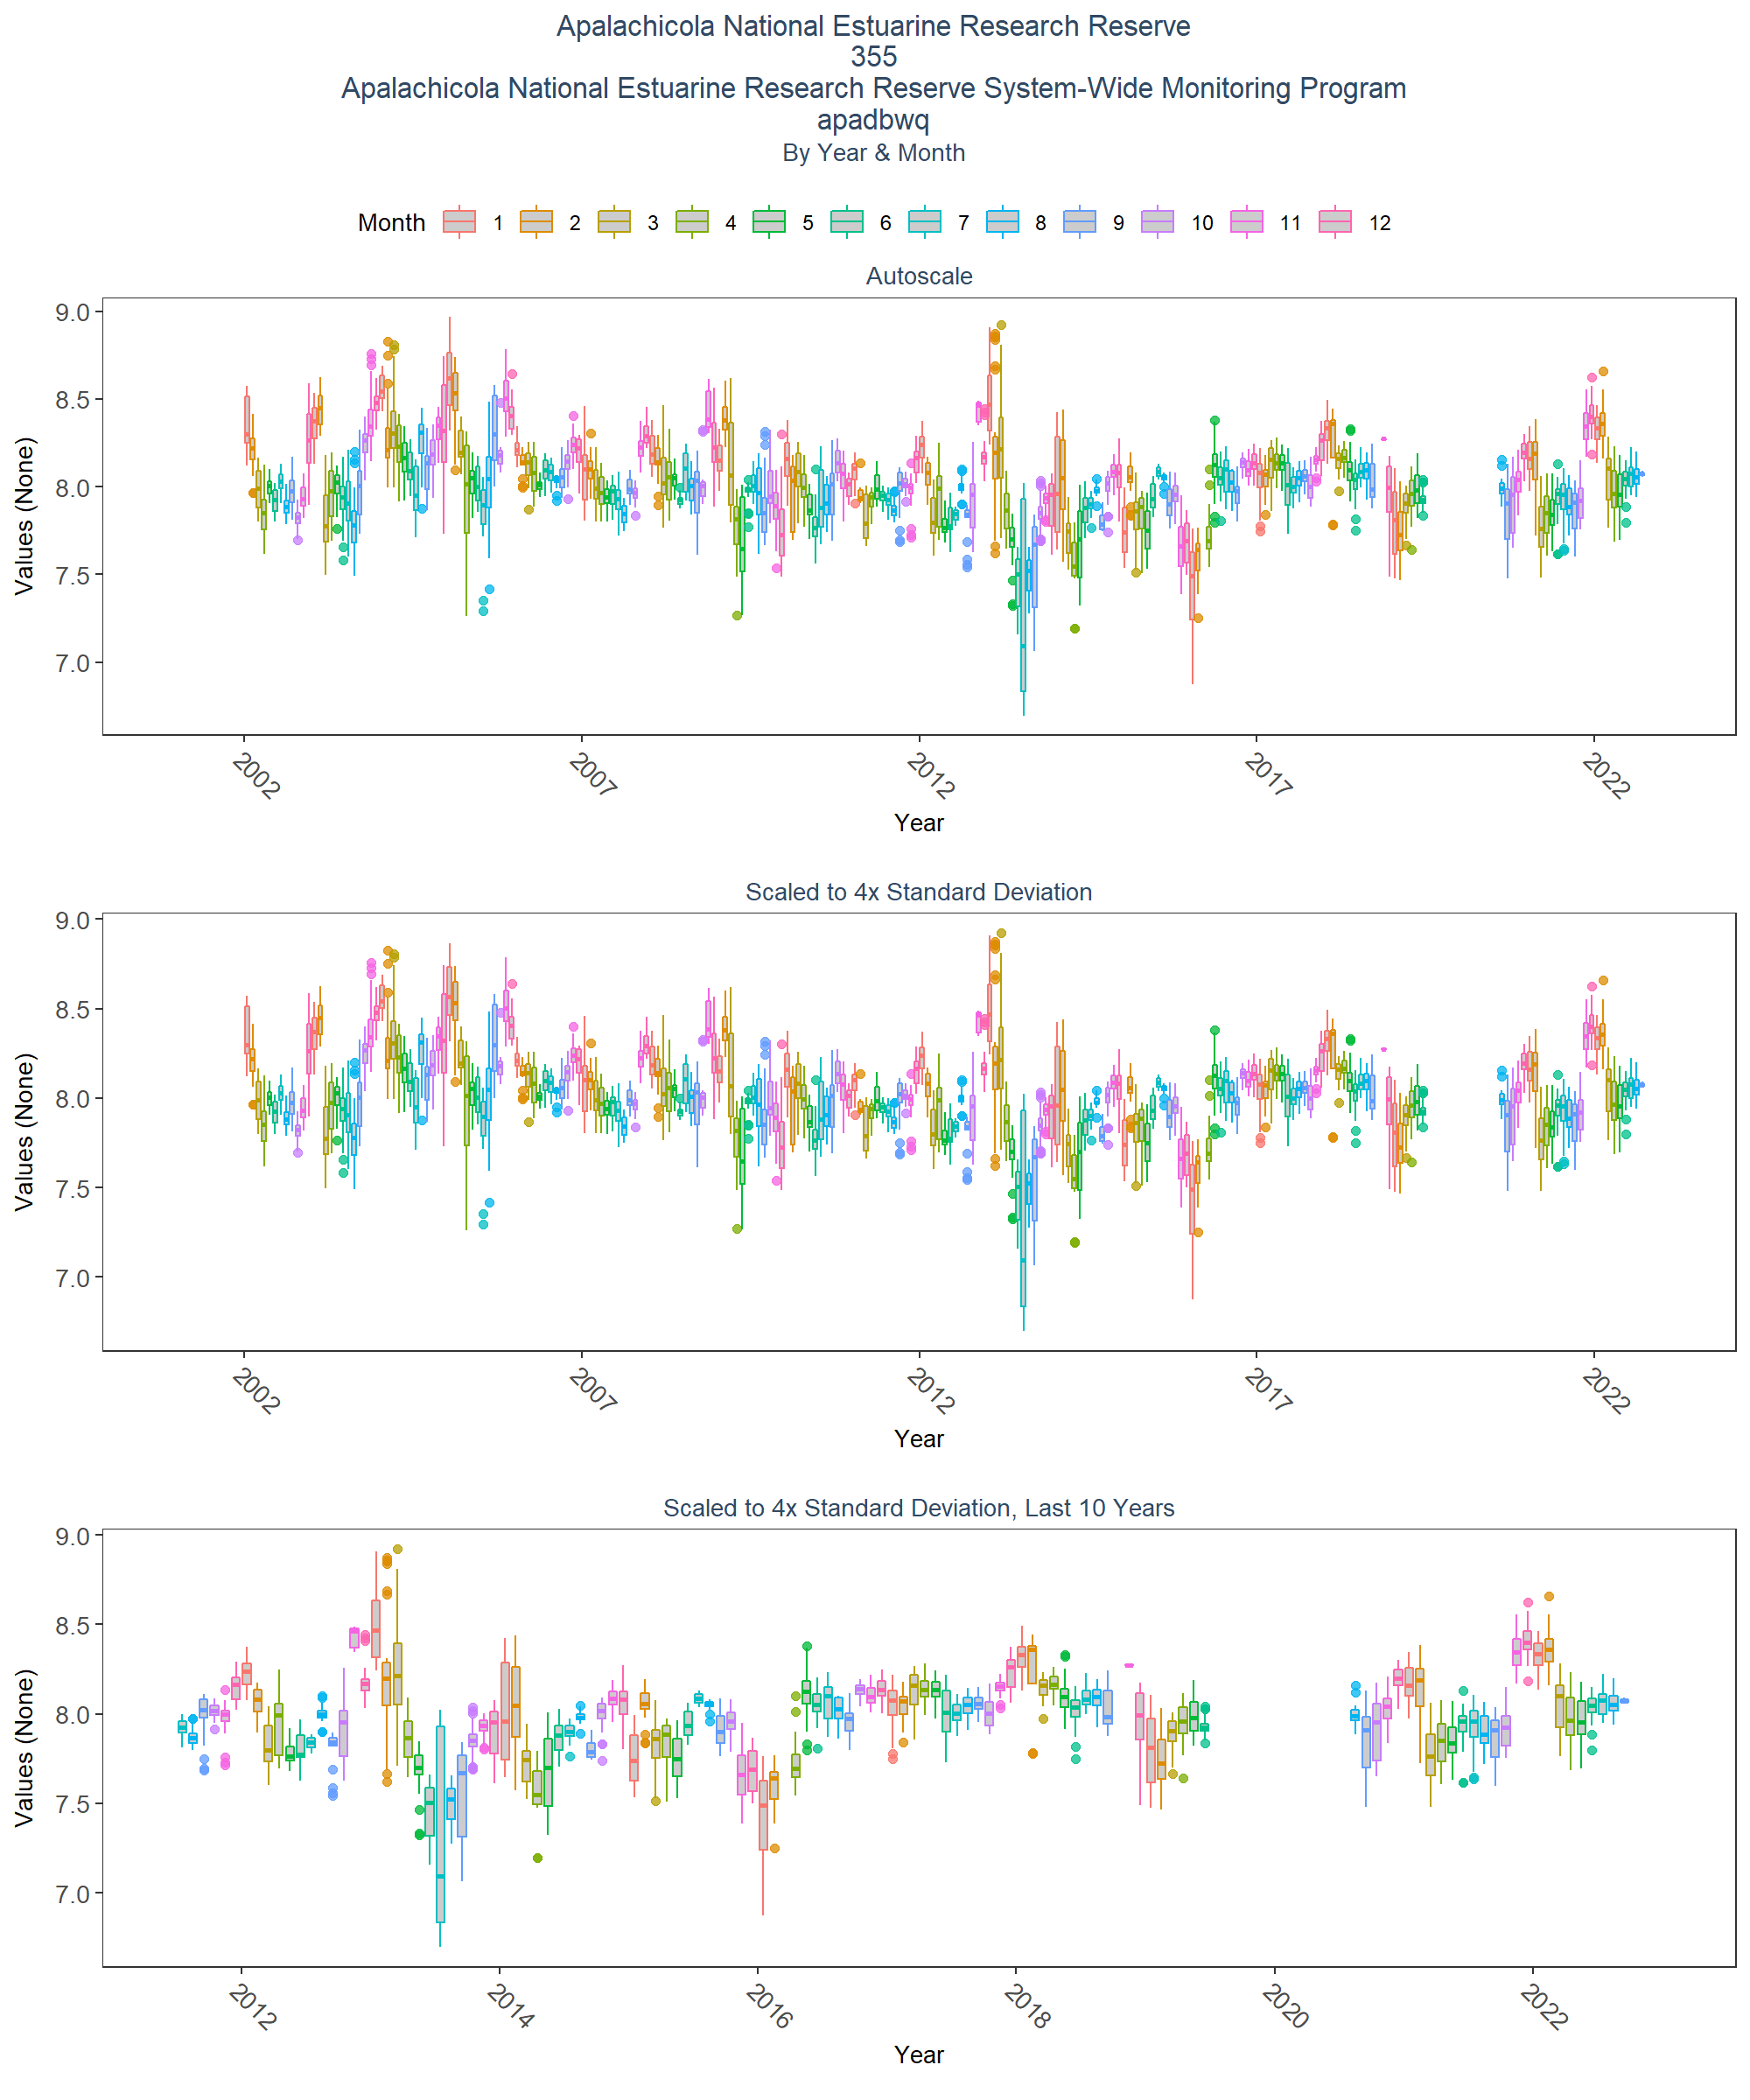 Apalachicola National Estuarine Research Reserve
355
Apalachicola National Estuarine Research Reserve System-Wide Monitoring Program
apadbwq
By Year & Month
Month 1 2 3 4 5 6 7 8 9 10 11 12
Autoscale
Values (None)
9.0
8.5
8.0
7.5
7.0
2002 2007 2012 2017 2022
Year
Scaled to 4x Standard Deviation
Values (None)
9.0
8.5
8.0
7.5
7.0
2002 2007 2012 2017 2022
Year
Scaled to 4x Standard Deviation, Last 10 Years
Values (None)
9.0
8.5
8.0
7.5
7.0
2012 2014 2016 2018 2020 2022
Year